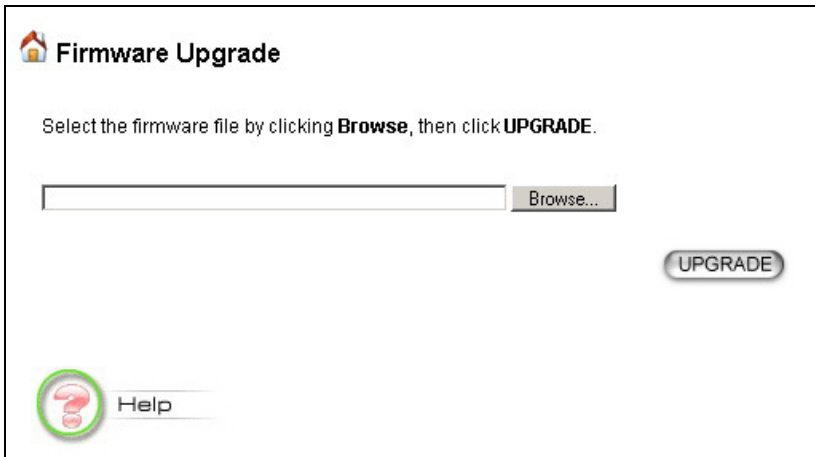 Firmware Upgrade
Select the firmware file by clicking Browse, then click UPGRADE.
Browse...
UPGRADE
Help